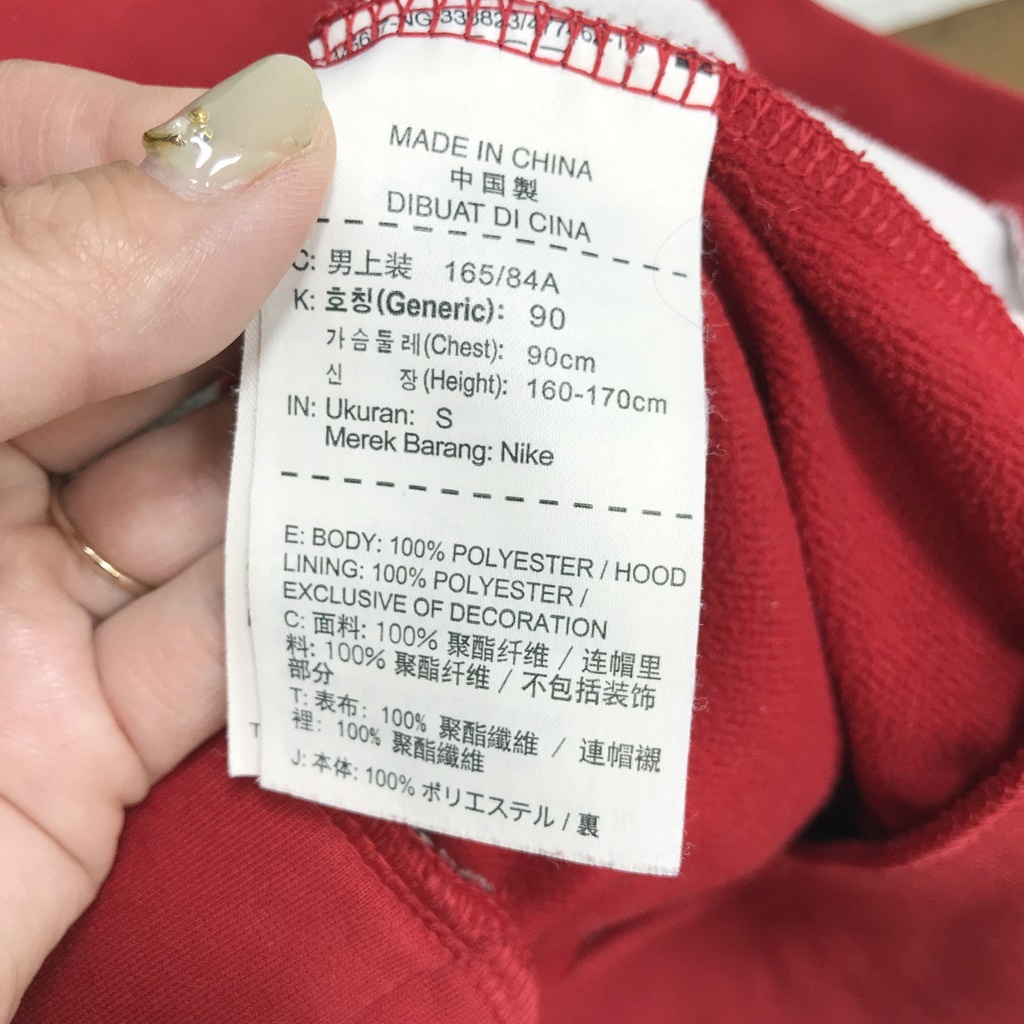 MADE IN CHINA
中国製
DIBUAT DI CINA
C: 男上装 165/84A
K: 호칭(Generic): 90
가슴둘레(Chest): 90cm
신 장(Height): 160-170cm
IN: Ukuran: S
Merek Barang: Nike
E: BODY: 100% POLYESTER / HOOD
LINING: 100% POLYESTER /
EXCLUSIVE OF DECORATION
C: 面料: 100% 聚酯纤维 / 连帽里
料: 100% 聚酯纤维 / 不包括装饰
部分
T: 表布: 100% 聚酯纖維 / 連帽襯
裡: 100% 聚酯纖維
J: 本体: 100% ポリエステル / 裏